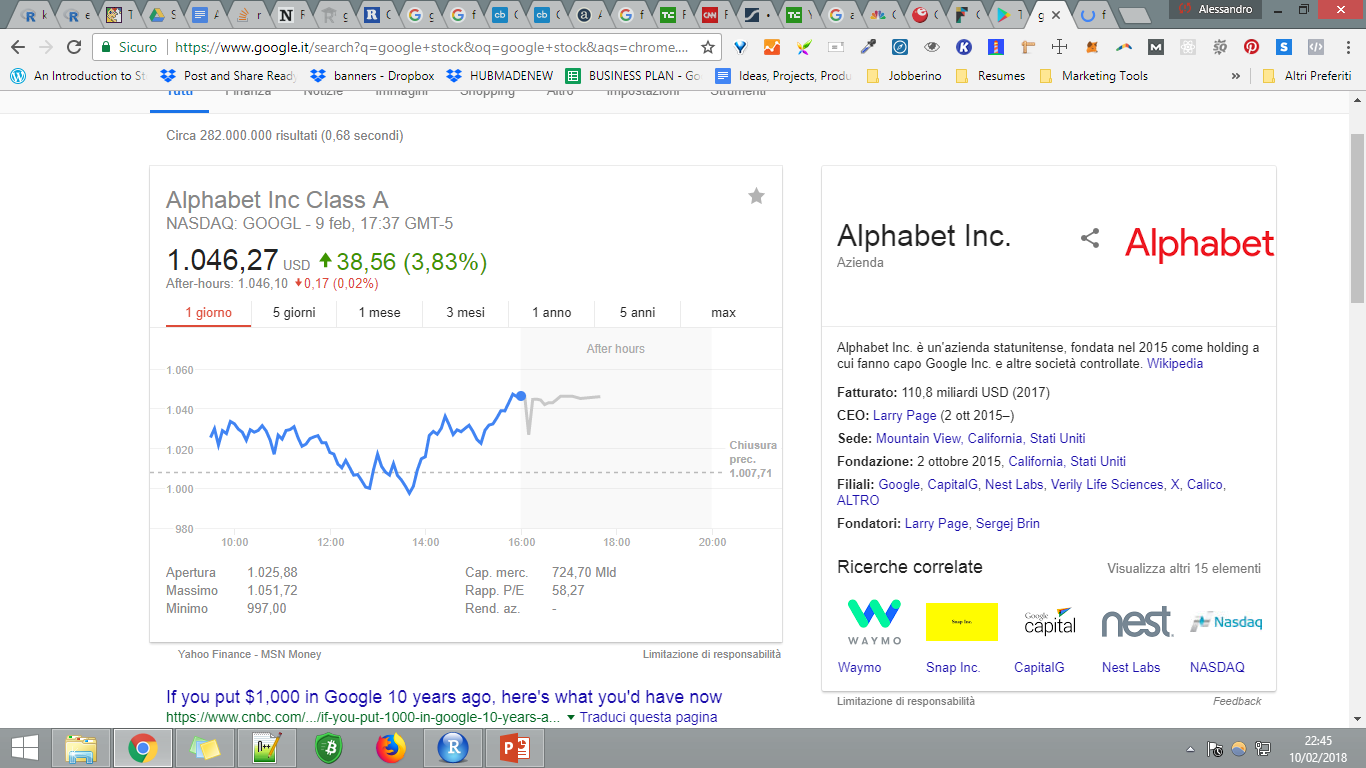 Alessandro
Sicuro
https://www.google.it/search?q=google+stock&oq=google+stock&aqs=chrome....
An Introduction to St
Post and Share Ready
banners - Dropbox
HUBMADENEW
BUSINESS PLAN - Go
Ideas, Projects, Produ
Jobberino
Resumes
Marketing Tools
»
Altri Preferiti
Tutti Finanza Notizie Immagini Shopping Altro Impostazioni Strumenti
Circa 282.000.000 risultati (0,68 secondi)
Alphabet Inc Class A
NASDAQ: GOOGL - 9 feb, 17:37 GMT-5
1.046,27 USD 38,56 (3,83%)
After-hours: 1.046,10 0,17 (0,02%)
1 giorno 5 giorni 1 mese 3 mesi 1 anno 5 anni max
After hours
1.060
1.040
1.020
1.000
980
Chiusura
prec.
1.007,71
10:00 12:00 14:00 16:00 18:00 20:00
Apertura 1.025,88 Cap. merc. 724,70 Mld
Massimo 1.051,72 Rapp. P/E 58,27
Minimo 997,00 Rend. az. -
Yahoo Finance - MSN Money Limitazione di responsabilità
If you put $1,000 in Google 10 years ago, here's what you'd have now
https://www.cnbc.com/.../if-you-put-1000-in-google-10-years-a... Traduci questa pagina
Alphabet Inc.
Azienda
Alphabet
Alphabet Inc. è un'azienda statunitense, fondata nel 2015 come holding a
cui fanno capo Google Inc. e altre società controllate. Wikipedia
Fatturato: 110,8 miliardi USD (2017)
CEO: Larry Page (2 ott 2015–)
Sede: Mountain View, California, Stati Uniti
Fondazione: 2 ottobre 2015, California, Stati Uniti
Filiali: Google, CapitalG, Nest Labs, Verily Life Sciences, X, Calico,
ALTRO
Fondatori: Larry Page, Sergej Brin
Ricerche correlate Visualizza altri 15 elementi
WAYMO
Snap Inc.
Google
capital
nest
Nasdaq
Waymo Snap Inc. CapitalG Nest Labs NASDAQ
Limitazione di responsabilità Feedback
22:45
10/02/2018